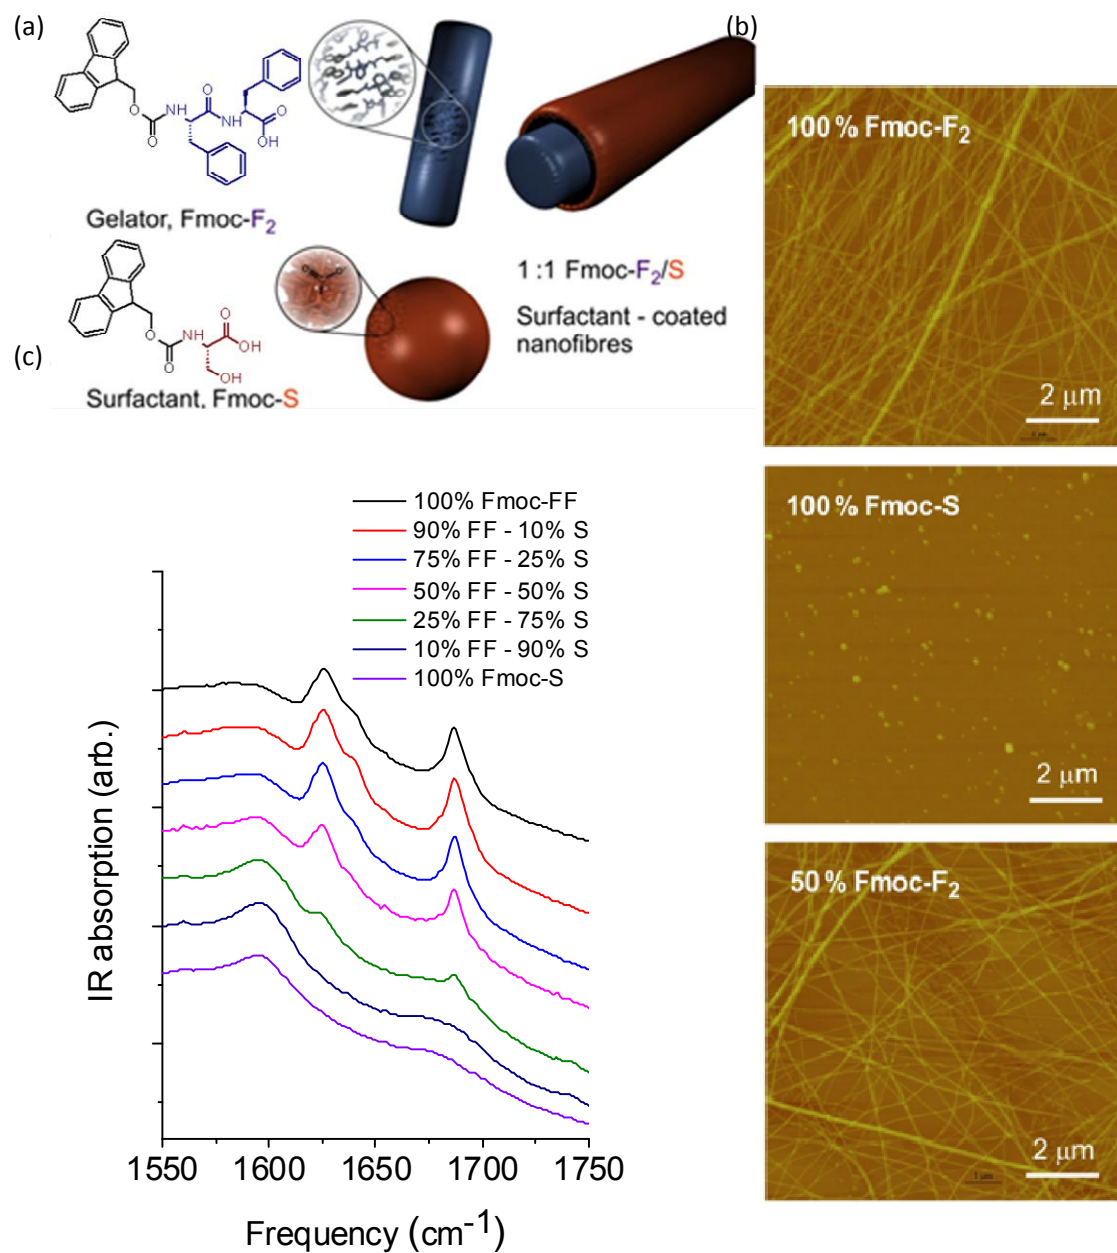 (a)
(b)
O
O
NH
O
NH
O
OH
Gelator, Fmoc-F2
O
O
NH
O
OH
OH
Surfactant, Fmoc-S
1 :1 Fmoc-F2/S
Surfactant - coated
nanofibres
(c)
100 % Fmoc-F2
2 μm
100 % Fmoc-S
2 μm
50 % Fmoc-F2
2 μm
1 μm
100% Fmoc-FF
90% FF - 10% S
75% FF - 25% S
50% FF - 50% S
25% FF - 75% S
10% FF - 90% S
100% Fmoc-S
IR absorption (arb.)
1550 1600 1650 1700 1750
Frequency (cm-1)